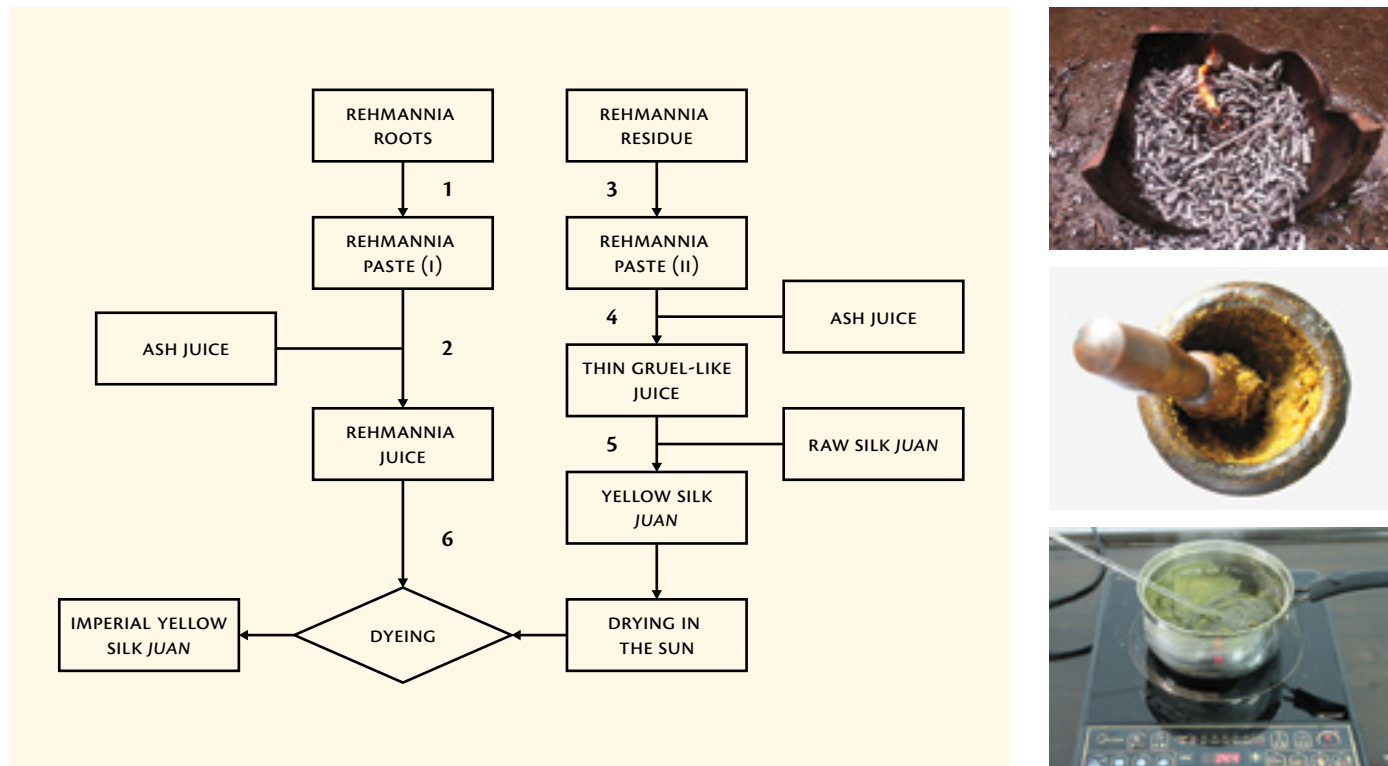 REHMANNIA
ROOTS
REHMANNIA
RESIDUE
1
3
REHMANNIA
PASTE (I)
REHMANNIA
PASTE (II)
ASH JUICE
2
4
ASH JUICE
THIN GRUEL-LIKE
JUICE
REHMANNIA
JUICE
5
RAW SILK JUAN
YELLOW SILK
JUAN
6
IMPERIAL YELLOW
SILK JUAN
DYEING
DRYING IN
THE SUN